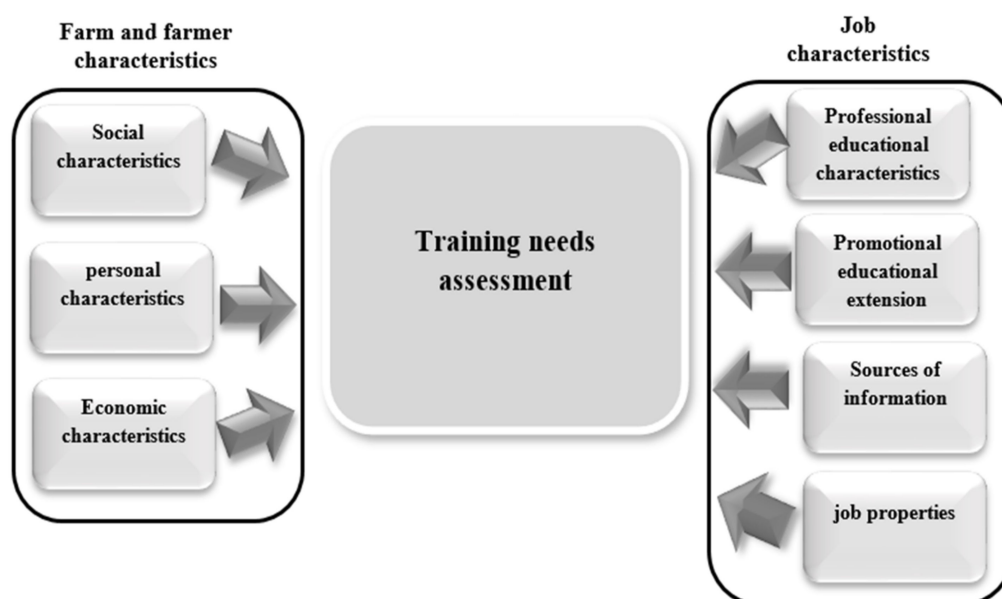 Farm and farmer
characteristics
Social
characteristics
personal
characteristics
Economic
characteristics
Training needs
assessment
Job
characteristics
Professional
educational
characteristics
Promotional
educational
extension
Sources of
information
job properties